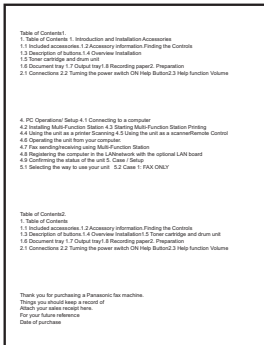 Table of Contents1.
1. Table of Contents 1. Introduction and Installation Accessories
1.1 Included accessories.1.2 Accessory information.Finding the Controls
1.3 Description of buttons.1.4 Overview Installation1.5 Toner cartridge and drum unit
1.6 Document tray 1.7 Output tray1.8 Recording paper2. Preparation
2.1 Connections 2.2 Turning the power switch ON Help Button2.3 Help function Volume
4. PC Operations/ Setup 4.1 Connecting to a computer
4.2 Installing Multi-Function Station 4.3 Starting Multi-Function Station Printing
4.4 Using the unit as a printer Scanning 4.5 Using the unit as a scannerRemote Control
4.6 Operating the unit from your computer.
4.7 Fax sending/receiving using Multi-Function Station
4.8 Registering the computer in the LANnetwork with the optional LAN board
4.9 Confirming the status of the unit 5. Case / Setup
5.1 Selecting the way to use your unit 5.2 Case 1; FAX ONLY
Table of Contents2.
1. Table of Contents
1.1 Included accessories.1.2 Accessory information.Finding the Controls
1.3 Description of buttons.1.4 Overview Installation1.5 Toner cartridge and drum unit
1.6 Document tray 1.7 Output tray1.8 Recording paper2. Preparation
2.1 Connections 2.2 Turning the power switch ON Help Button2.3 Help function Volume
Thank you for purchasing a Panasonic fax machine.
Things you should keep a record of
Attach your sales receipt here.
For your future reference
Date of purchase